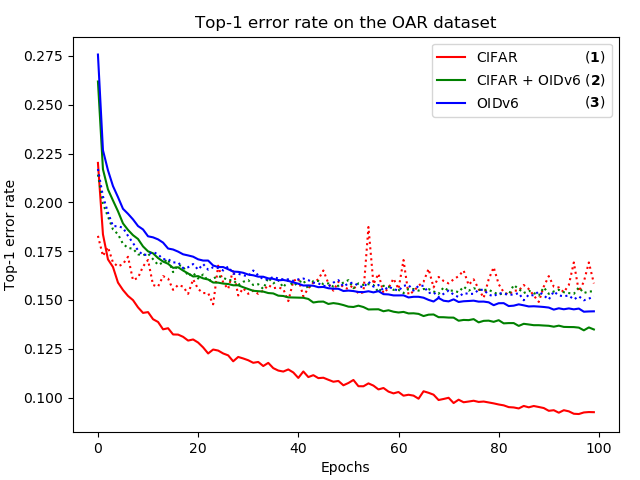 Top-1 error rate on the OAR dataset
CIFAR (1)
CIFAR + OIDv6 (2)
OIDv6 (3)
Top-1 error rate
0.275
0.250
0.225
0.200
0.175
0.150
0.125
0.100
0 20 40 60 80 100
Epochs